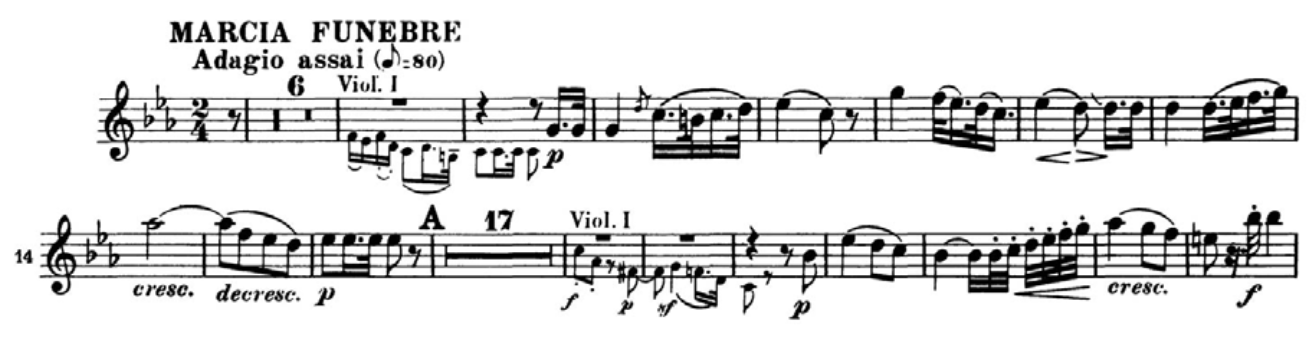 MARCIA FUNEBRE
Adagio assai (♪=80)
6 Viol. I
p
A 17 Viol. I
14
cresc. decresc. p f p sf p cresc. f